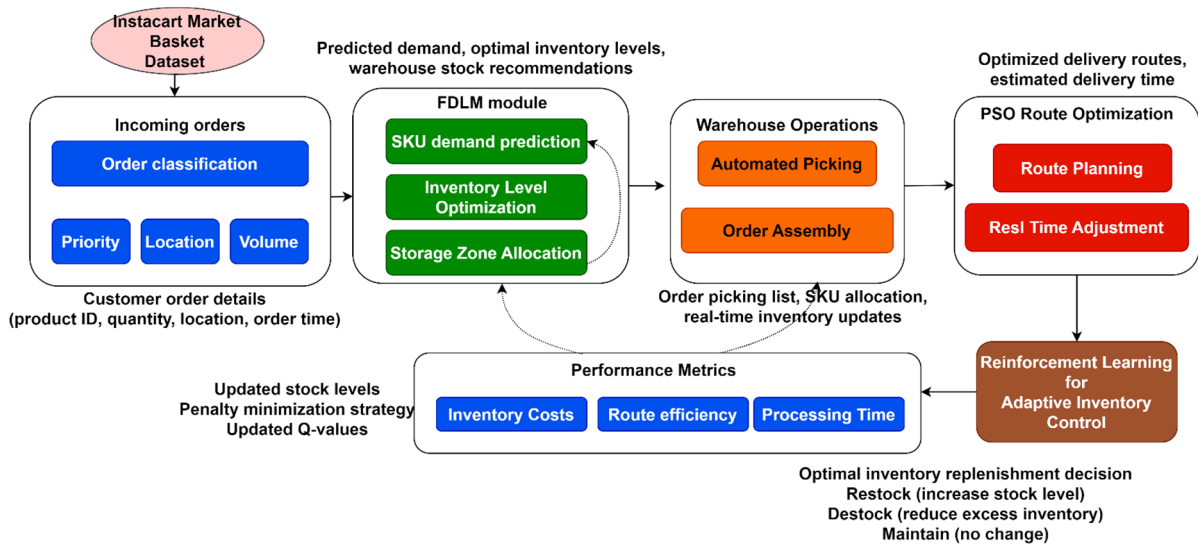 Instacart Market
Basket
Dataset
Incoming orders
Order classification
Priority
Location
Volume
Customer order details
(product ID, quantity, location, order time)
Predicted demand, optimal inventory levels,
warehouse stock recommendations
FDLM module
SKU demand prediction
Inventory Level
Optimization
Storage Zone Allocation
Warehouse Operations
Automated Picking
Order Assembly
Order picking list, SKU allocation,
real-time inventory updates
Optimized delivery routes,
estimated delivery time
PSO Route Optimization
Route Planning
Resl Time Adjustment
Reinforcement Learning
for
Adaptive Inventory
Control
Performance Metrics
Inventory Costs
Route efficiency
Processing Time
Updated stock levels
Penalty minimization strategy
Updated Q-values
Optimal inventory replenishment decision
Restock (increase stock level)
Destock (reduce excess inventory)
Maintain (no change)